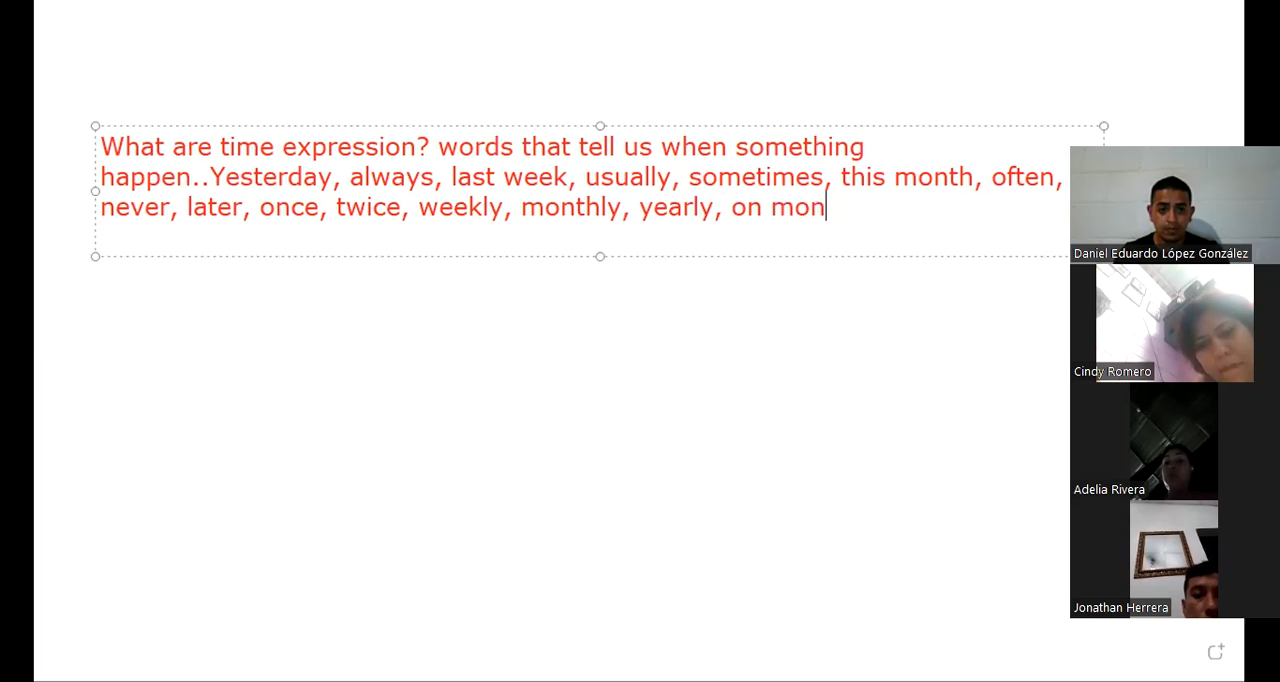 What are time expression? words that tell us when something
happen..Yesterday, always, last week, usually, sometimes, this month, often,
never, later, once, twice, weekly, monthly, yearly, on mon
Daniel Eduardo López González
Cindy Romero
Adelia Rivera
Jonathan Herrera